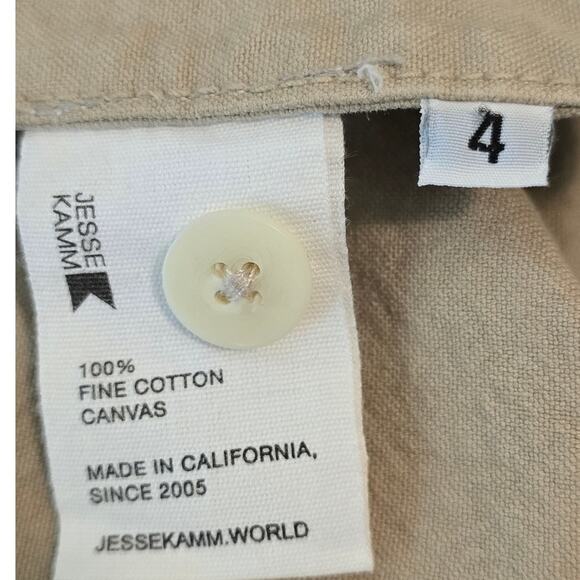 JESSE
KAMM
4
100%
FINE COTTON
CANVAS
MADE IN CALIFORNIA,
SINCE 2005
JESSEKAMM.WORLD